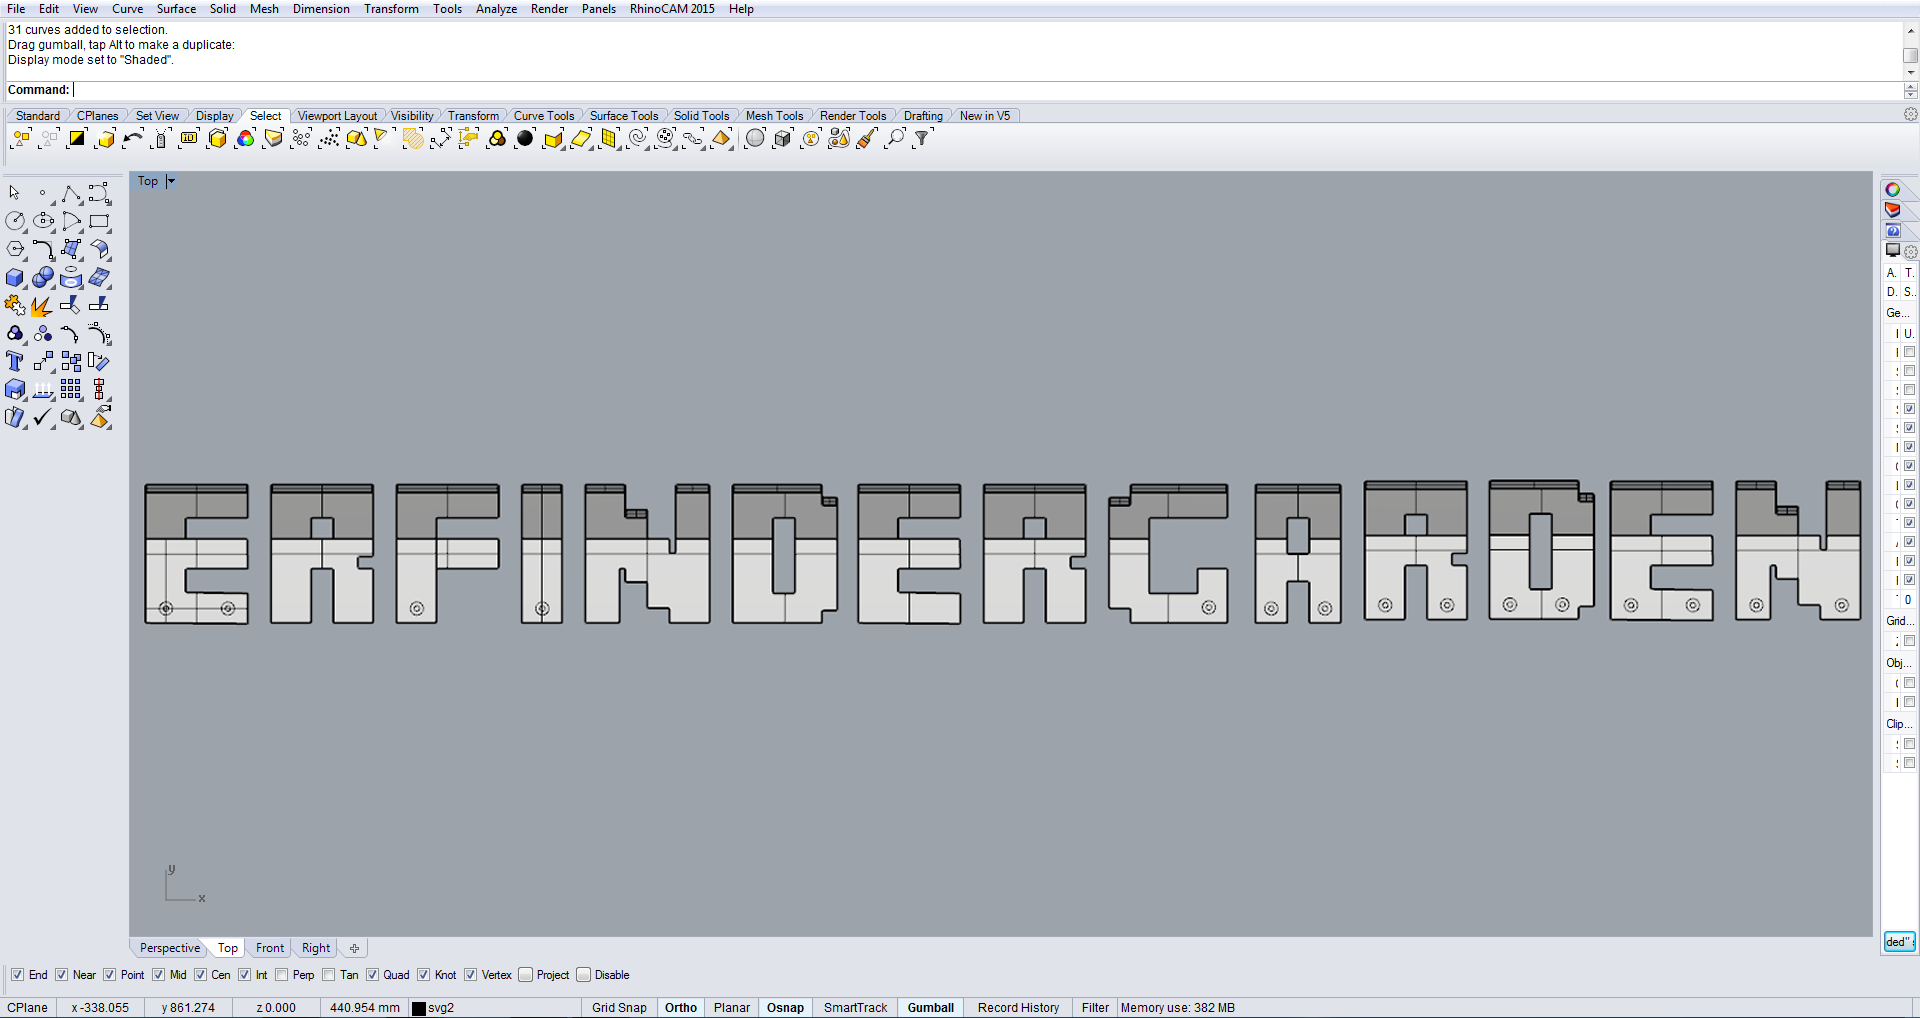 File Edit View Curve Surface Solid Mesh Dimension Transform Tools Analyze Render Panels RhinoCAM 2015 Help
31 curves added to selection.
Drag gumball, tap Alt to make a duplicate:
Display mode set to "Shaded".
Command:
Standard CPlanes Set View Display Select Viewport Layout Visibility Transform Curve Tools Surface Tools Solid Tools Mesh Tools Render Tools Drafting New in V5
Top
A. T.
D. S..
Ge...
U.
ERFINDERGARDEN
0
Grid...
Obj...
Clip...
y
x
ded"
Perspective Top Front Right
End Near Point Mid Cen Int Perp Tan Quad Knot Vertex Project Disable
CPlane x -338.055 y 861.274 z 0.000 440.954 mm svg2 Grid Snap Ortho Planar Osnap SmartTrack Gumball Record History Filter Memory use: 382 MB